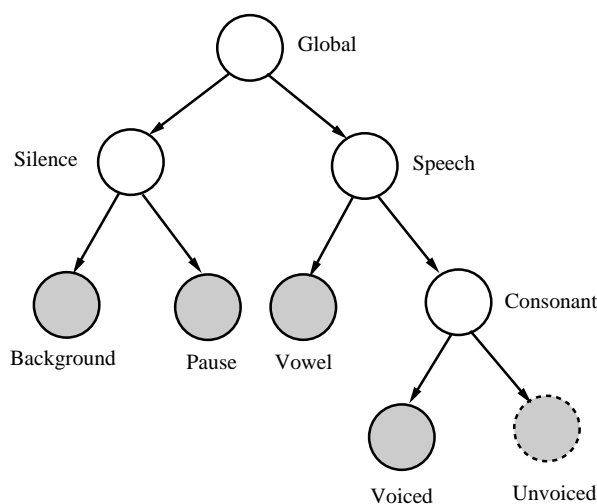 Global
Silence
Speech
Consonant
Background
Pause
Vowel
Voiced
Unvoiced